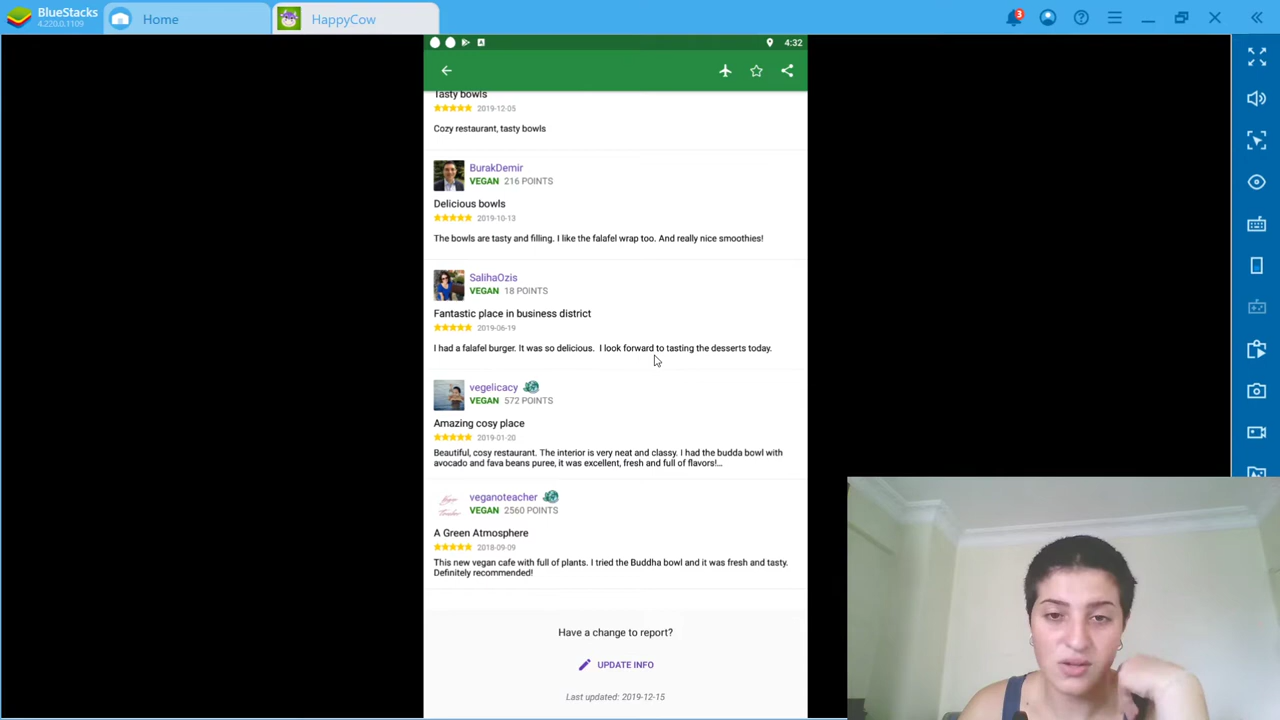 BlueStacks
4.220.0.1109
Home
HappyCow
3
4:32
Tasty bowls
2019-12-05
Cozy restaurant, tasty bowls
BurakDemir
VEGAN 216 POINTS
Delicious bowls
2019-10-13
The bowls are tasty and filling. I like the falafel wrap too. And really nice smoothies!
SalihaOzis
VEGAN 18 POINTS
Fantastic place in business district
2019-06-19
I had a falafel burger. It was so delicious. I look forward to tasting the desserts today.
vegelicacy
VEGAN 572 POINTS
Amazing cosy place
2019-01-20
Beautiful, cosy restaurant. The interior is very neat and classy. I had the budda bowl with
avocado and fava beans puree, it was excellent, fresh and full of flavors!...
veganoteacher
VEGAN 2560 POINTS
A Green Atmosphere
2018-09-09
This new vegan cafe with full of plants. I tried the Buddha bowl and it was fresh and tasty.
Definitely recommended!
Have a change to report?
UPDATE INFO
Last updated: 2019-12-15